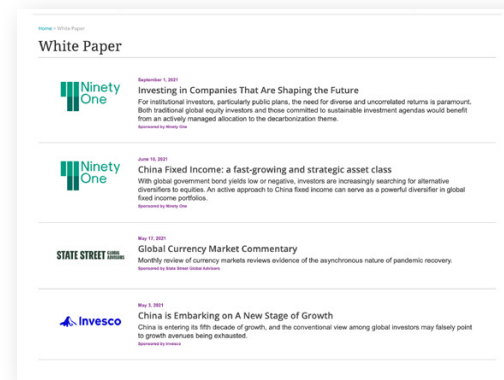 Home › White Paper
White Paper
Ninety
One
September 1, 2021
Investing in Companies That Are Shaping the Future
For institutional investors, particularly public plans, the need for diverse and uncorrelated returns is paramount.
Both traditional global equity investors and those committed to sustainable investment agendas would benefit
from an actively managed allocation to the decarbonization theme.
Sponsored by Ninety One
Ninety
One
June 10, 2021
China Fixed Income: a fast-growing and strategic asset class
With global government bond yields low or negative, investors are increasingly searching for alternative
diversifiers to equities. An active approach to China fixed income can serve as a powerful diversifier in global
fixed income portfolios.
Sponsored by Ninety One
STATE STREET GLOBAL ADVISORS
May 17, 2021
Global Currency Market Commentary
Monthly review of currency markets reviews evidence of the asynchronous nature of pandemic recovery.
Sponsored by State Street Global Advisors
Invesco
May 3, 2021
China is Embarking on A New Stage of Growth
China is entering its fifth decade of growth, and the conventional view among global investors may falsely point
to growth avenues being exhausted.
Sponsored by Invesco